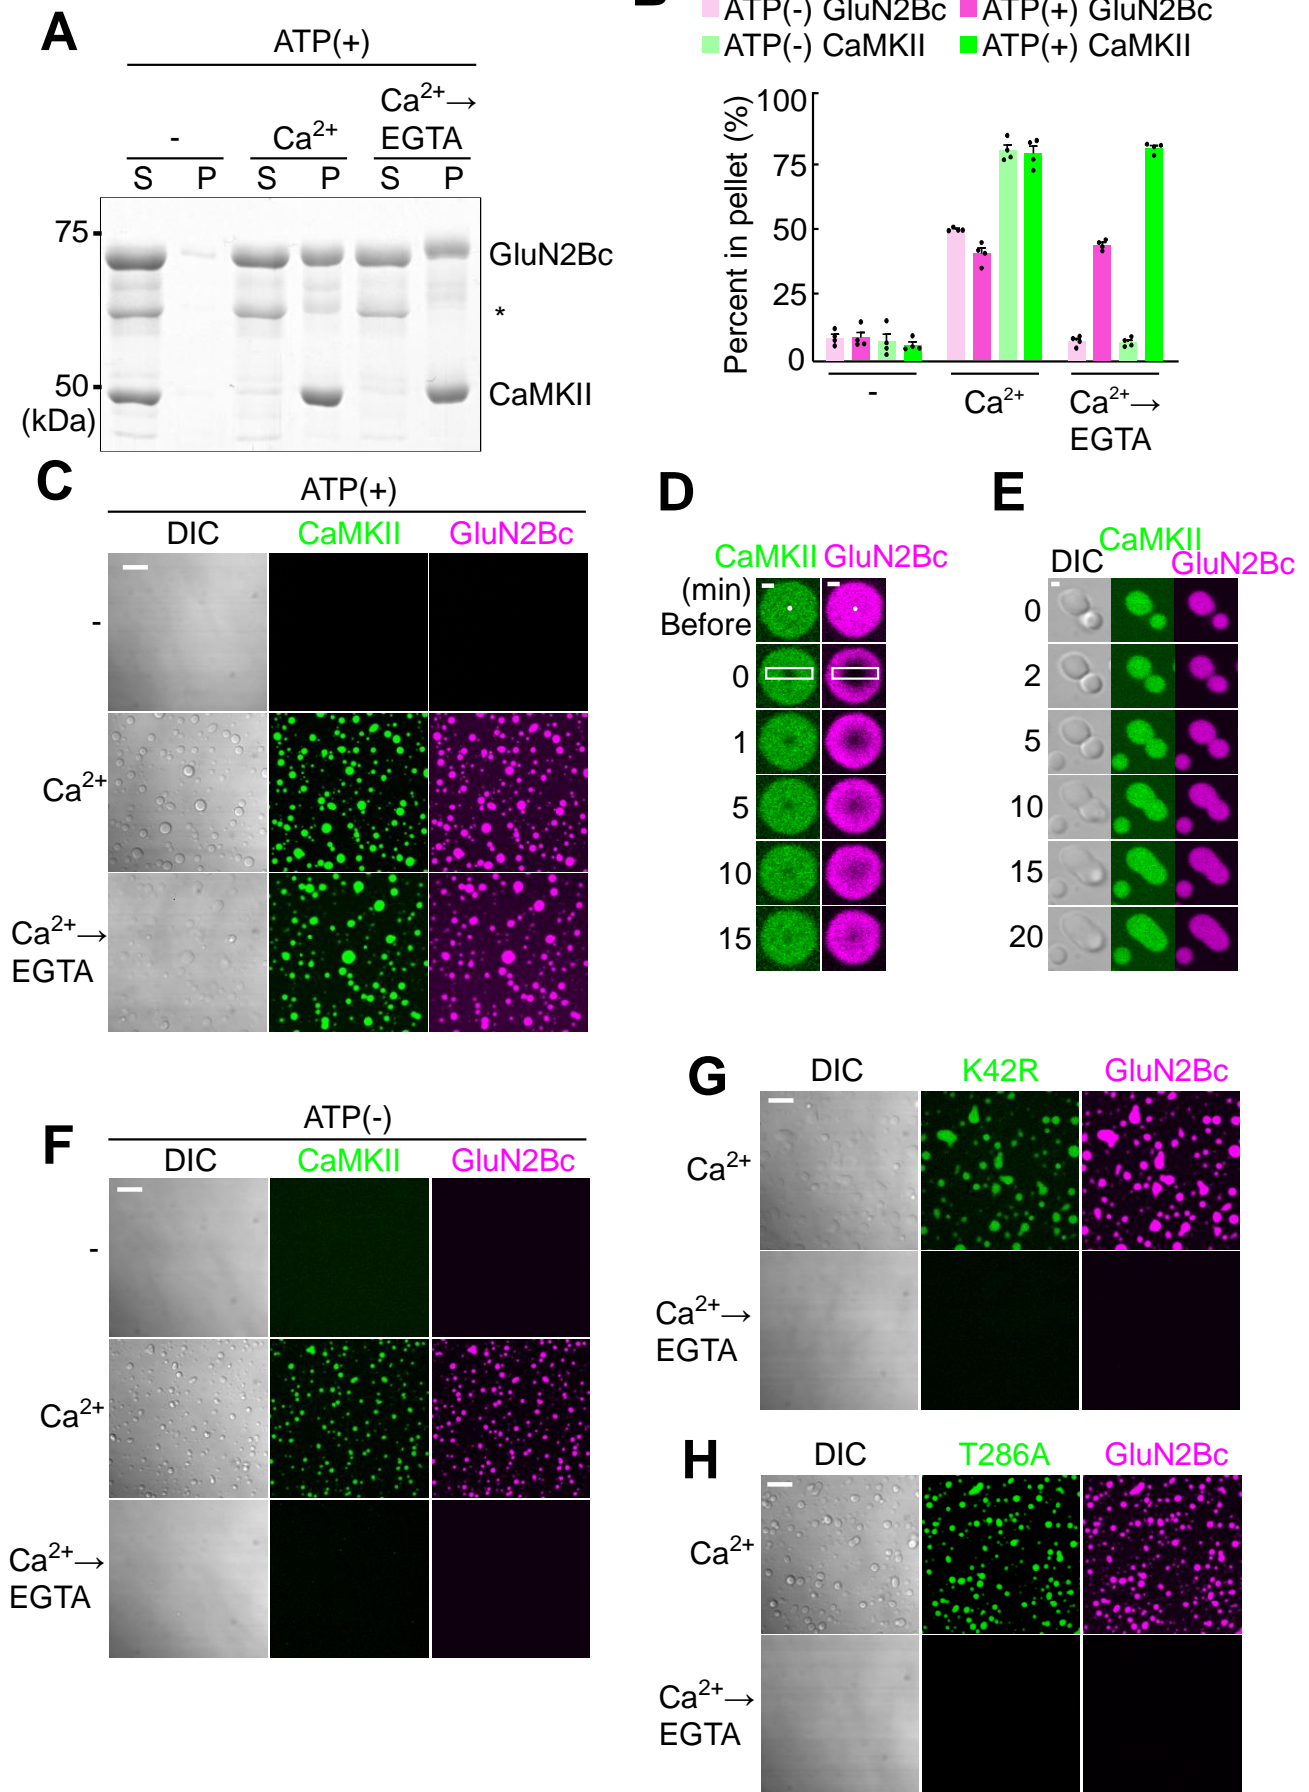 A
ATP(+)
- Ca2+ Ca2+→ EGTA
S P S P S P
75
GluN2Bc
*
50
(kDa)
CaMKII
B
ATP(-) GluN2Bc ATP(+) GluN2Bc
ATP(-) CaMKII ATP(+) CaMKII
Percent in pellet (%)
100
75
50
25
0
- Ca2+ Ca2+→
EGTA
C
ATP(+)
DIC CaMKII GluN2Bc
-
Ca2+
Ca2+→
EGTA
D
CaMKII GluN2Bc
(min)
Before
0
1
5
10
15
E
CaMKII
DIC GluN2Bc
0
2
5
10
15
20
F
ATP(-)
DIC CaMKII GluN2Bc
-
Ca2+
Ca2+→
EGTA
G
DIC K42R GluN2Bc
Ca2+
Ca2+→
EGTA
H
DIC T286A GluN2Bc
Ca2+
Ca2+→
EGTA